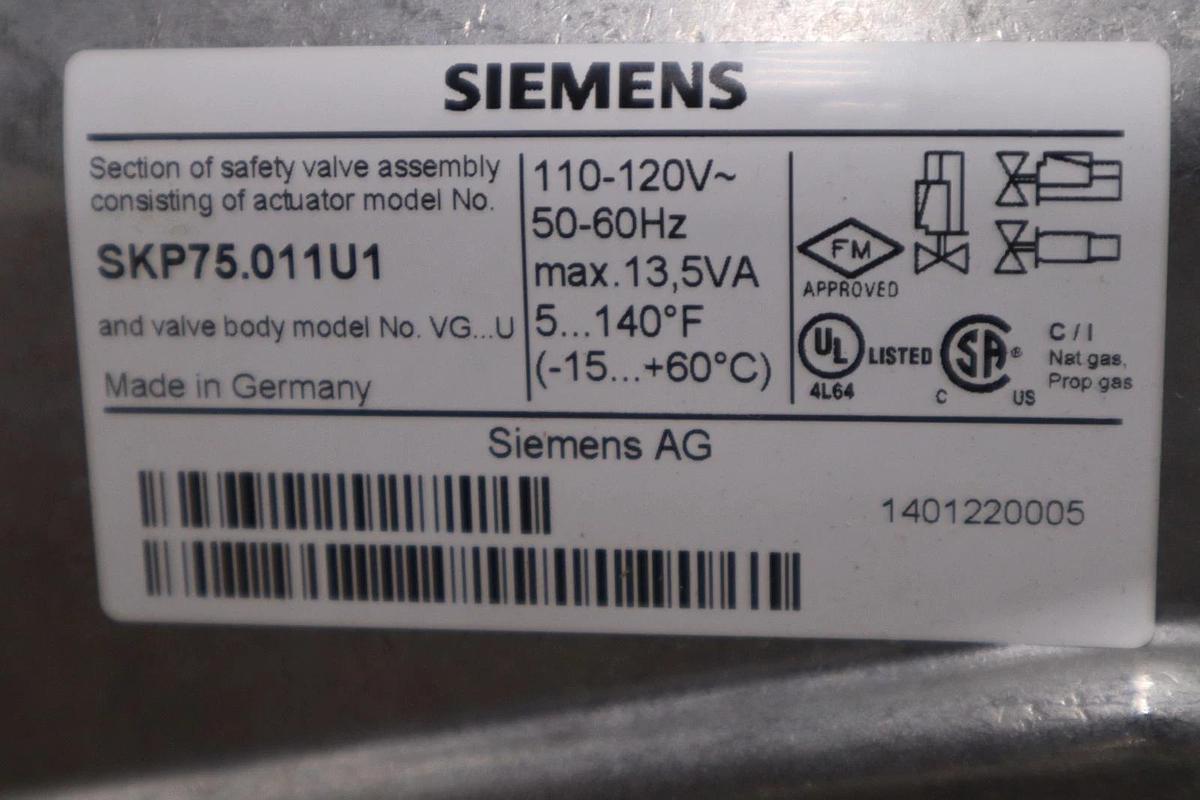 SIEMENS
Section of safety valve assembly
consisting of actuator model No.
SKP75.011U1
and valve body model No. VG...U
Made in Germany
110-120V~
50-60Hz
max.13,5VA
5...140°F
(-15...+60°C)
FM
APPROVED
UL
LISTED
4L64
SA®
C US
C / I
Nat gas,
Prop gas
Siemens AG
1401220005